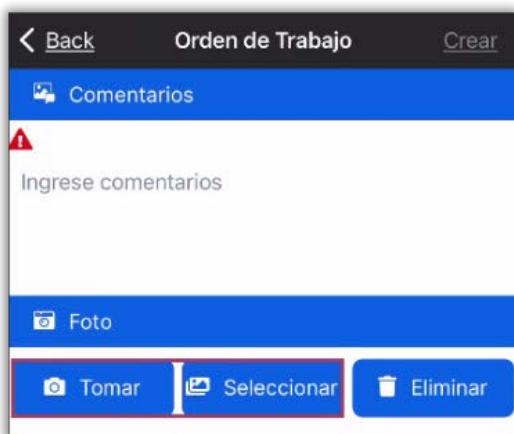 Back Orden de Trabajo Crear
Comentarios
Ingrese comentarios
Foto
Tomar Seleccionar Eliminar